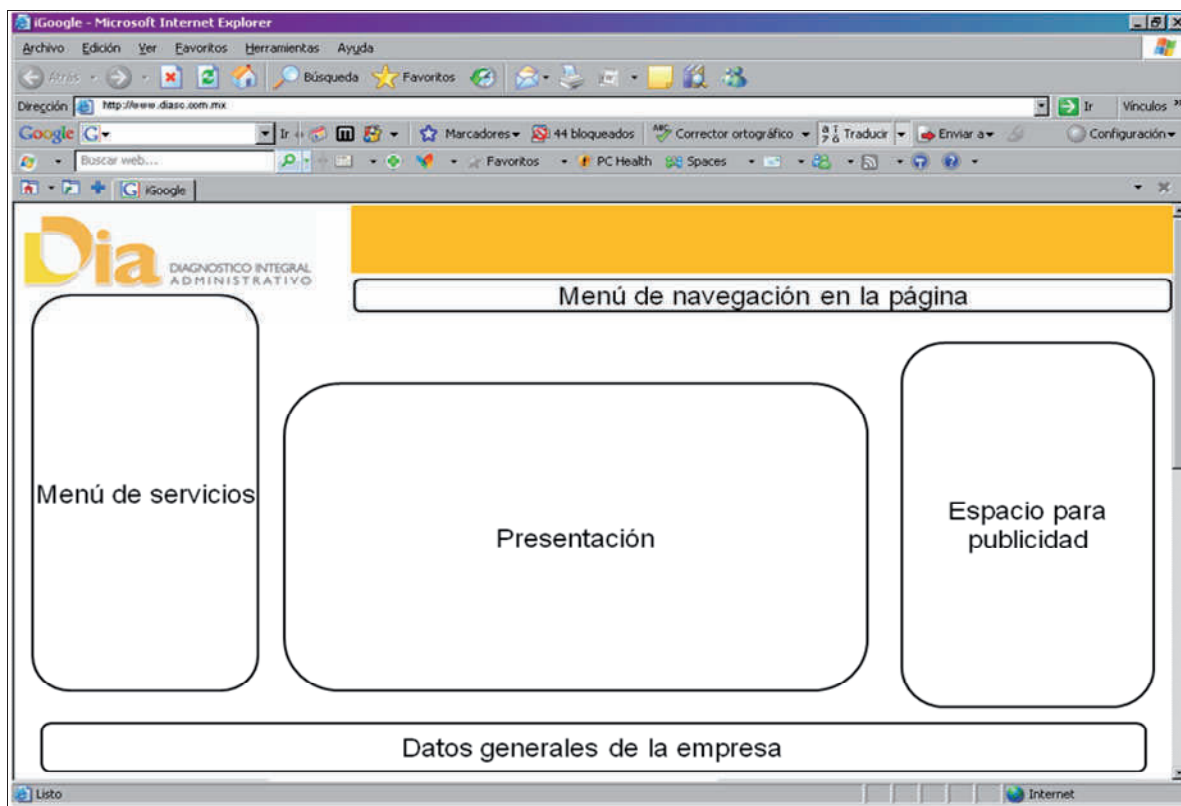 iGoogle - Microsoft Internet Explorer
Archivo Edición Ver Favoritos Herramientas Ayuda
Atrás Búsqueda Favoritos
Dirección http://www.diasc.com.mx Ir Vínculos »
Google G Ir Marcadores 44 bloqueados Corrector ortográfico Traducir Enviar a Configuración
Buscar web... Favoritos PC Health Spaces
iGoogle
Dia DIAGNOSTICO INTEGRAL
ADMINISTRATIVO
Menú de navegación en la página
Menú de servicios
Presentación
Espacio para
publicidad
Datos generales de la empresa
Listo Internet